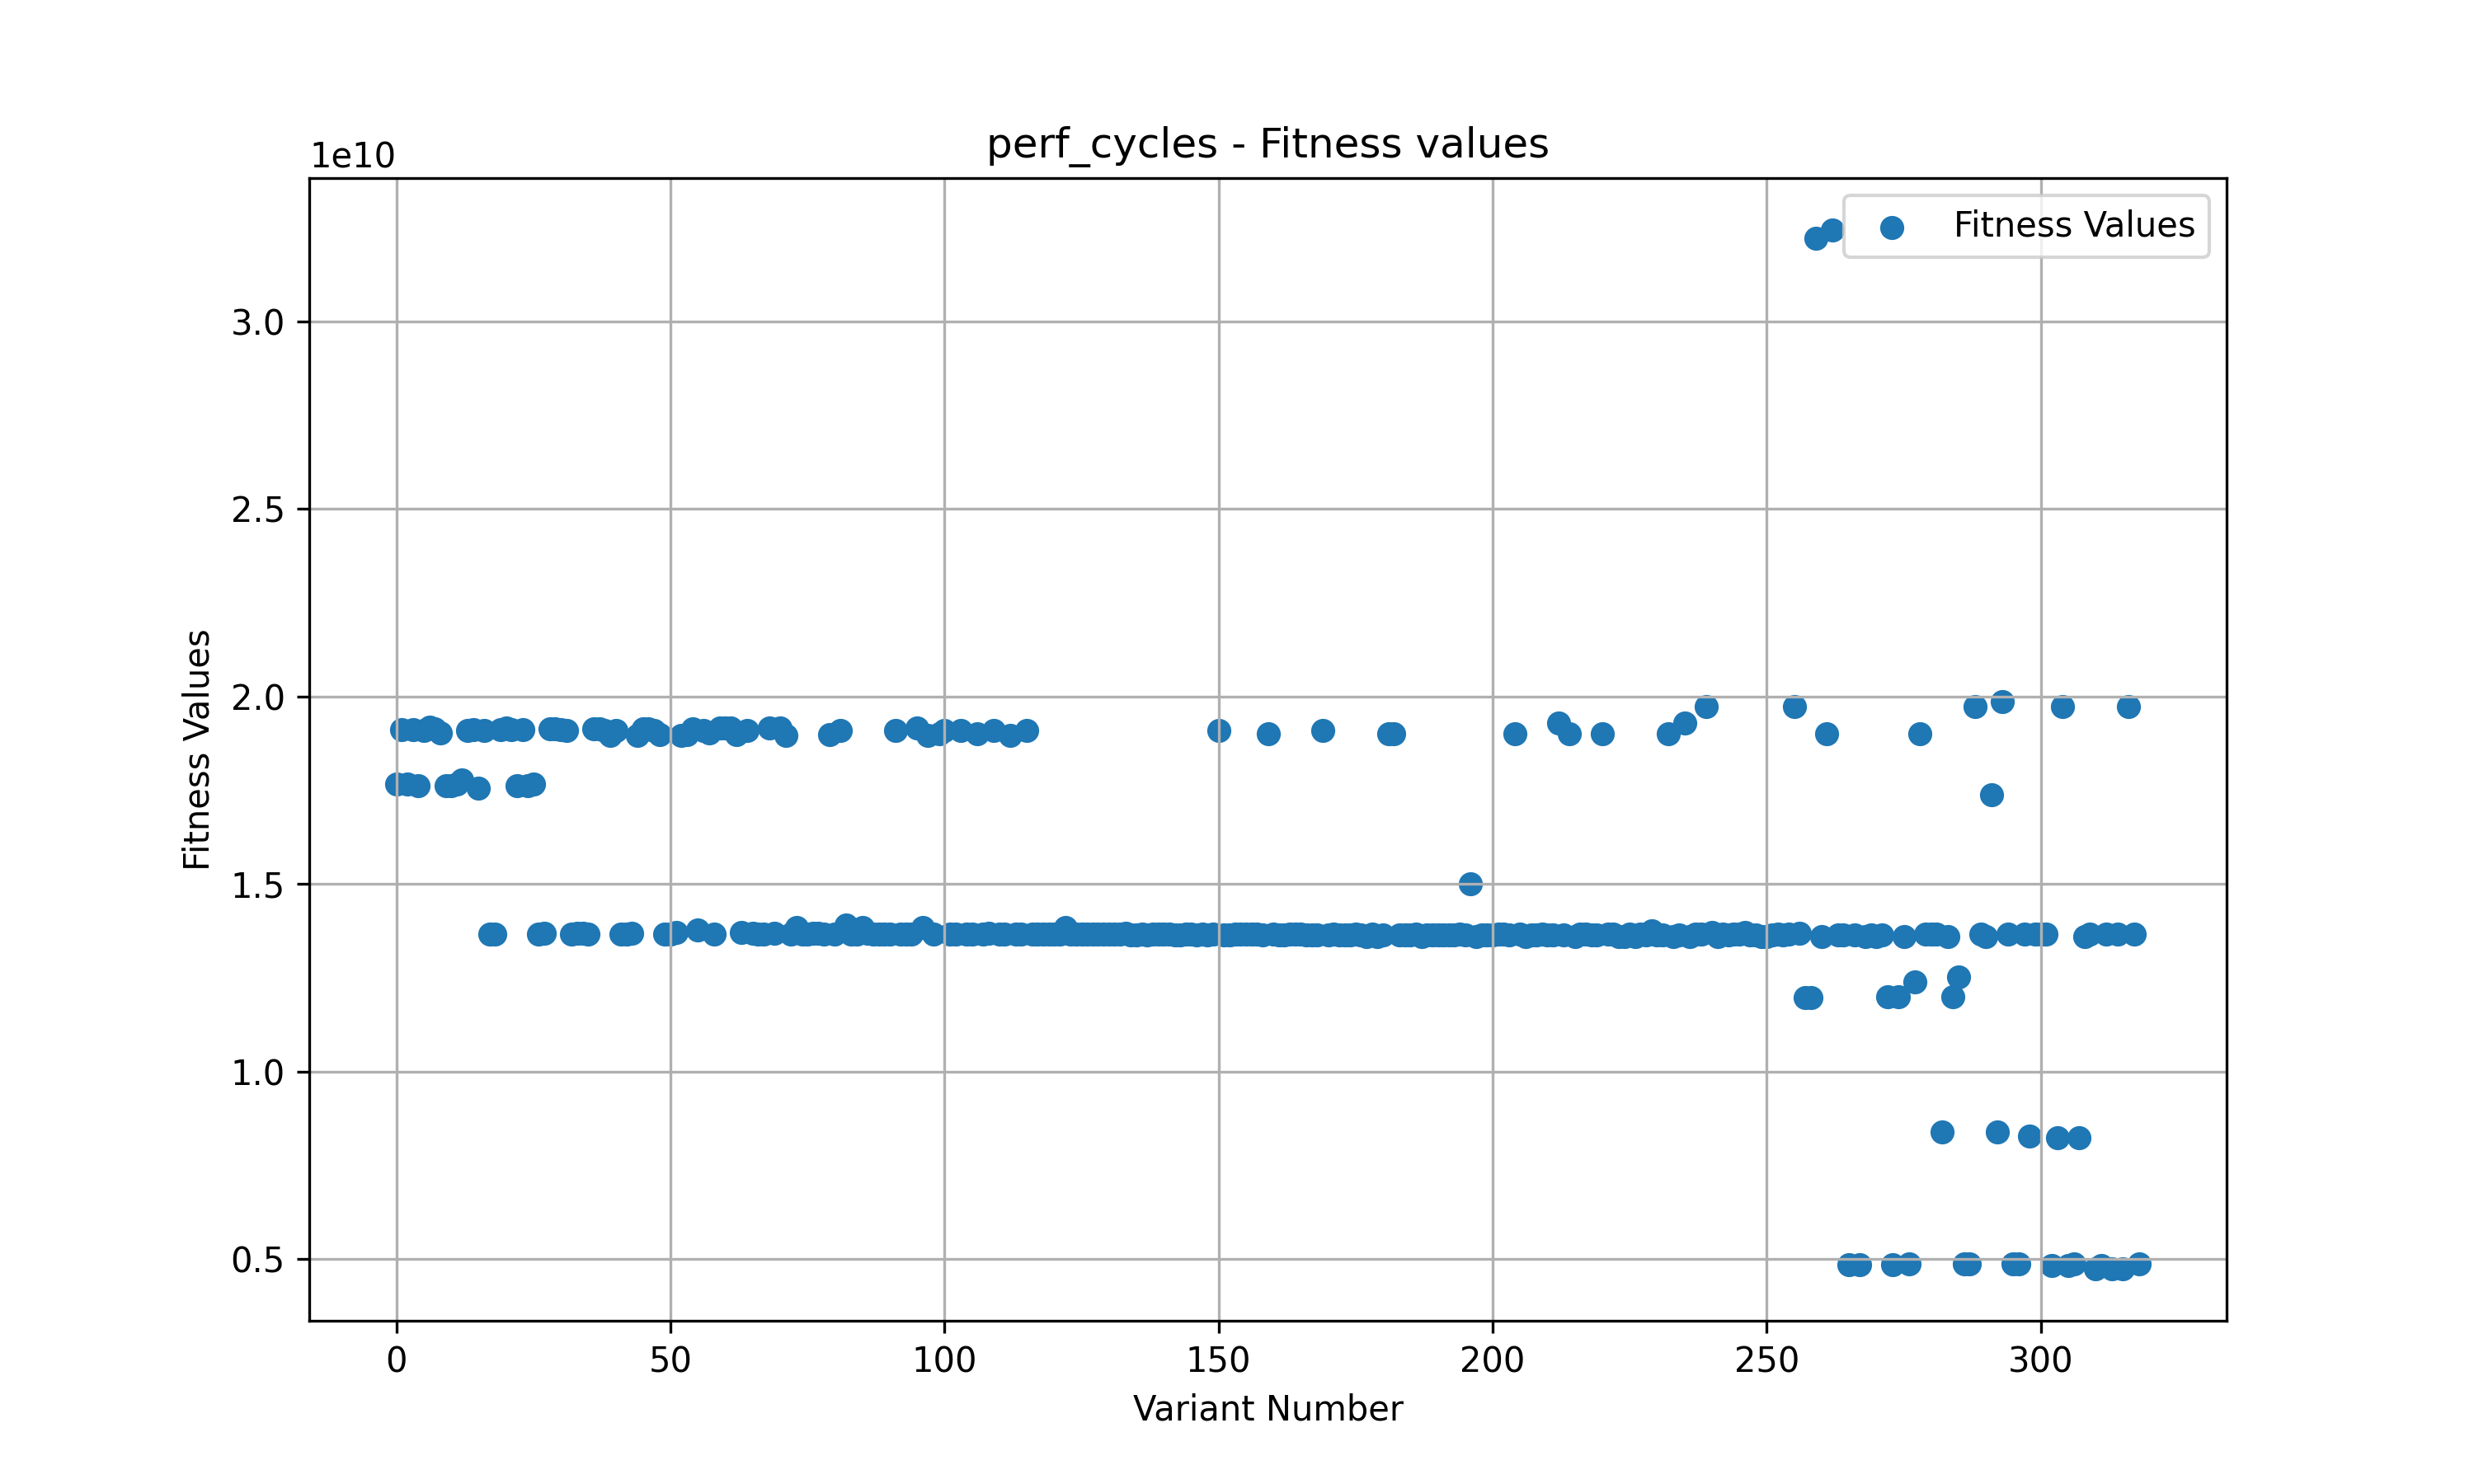 perf_cycles - Fitness values
1e10
Fitness Values
3.0
2.5
2.0
1.5
1.0
0.5
Fitness Values
0 50 100 150 200 250 300
Variant Number